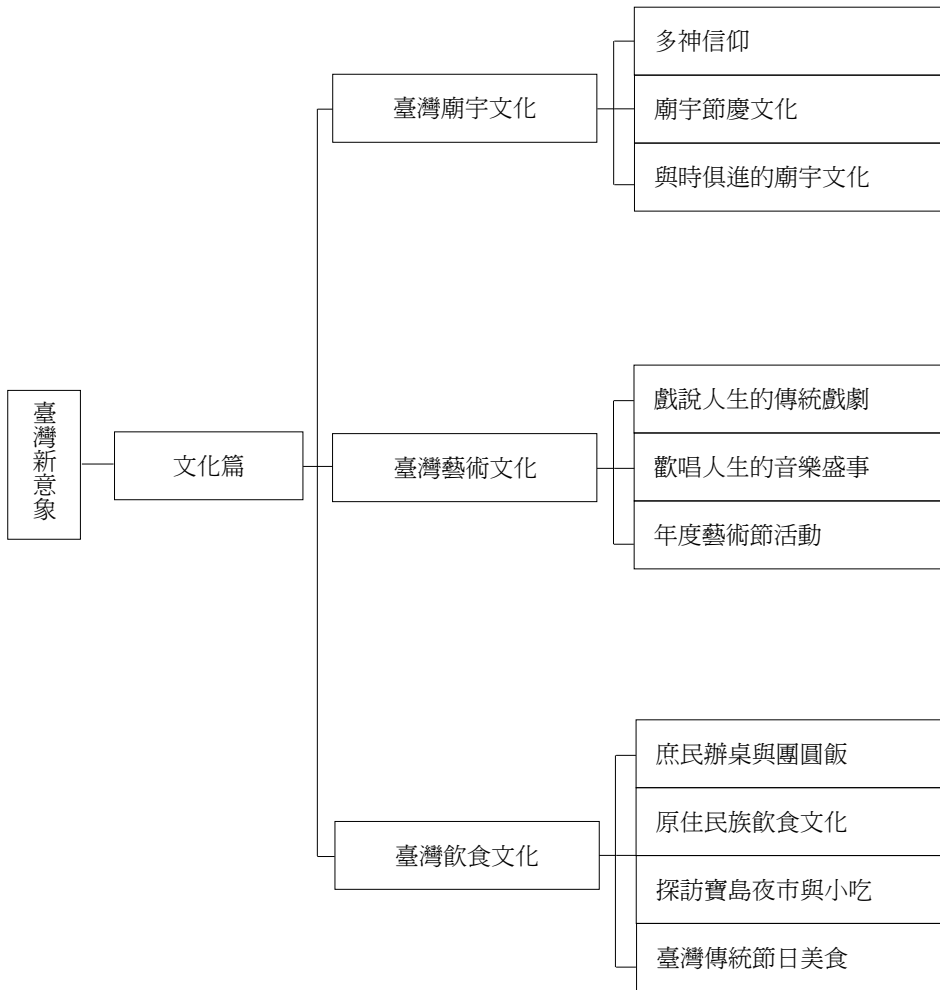 臺灣新意象
文化篇
臺灣廟宇文化
多神信仰
廟宇節慶文化
與時俱進的廟宇文化
臺灣藝術文化
戲說人生的傳統戲劇
歡唱人生的音樂盛事
年度藝術節活動
臺灣飲食文化
庶民辦桌與團圓飯
原住民族飲食文化
探訪寶島夜市與小吃
臺灣傳統節日美食